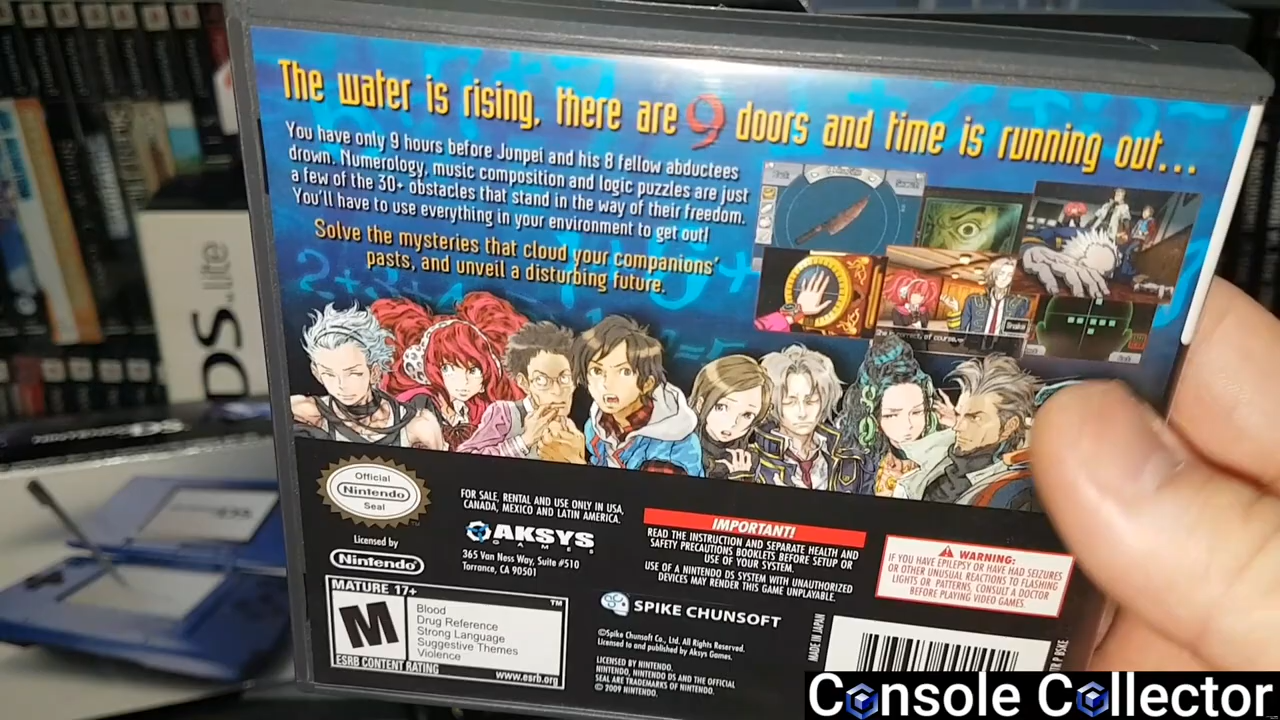 The water is rising, there are 9 doors and time is running out...
You have only 9 hours before Junpei and his 8 fellow abductees
drown. Numerology, music composition and logic puzzles are just
a few of the 30+ obstacles that stand in the way of their freedom.
You'll have to use everything in your environment to get out!
Solve the mysteries that cloud your companions'
pasts, and unveil a disturbing future.
DS lite
Official
Nintendo
Seal
Licensed by
Nintendo
FOR SALE, RENTAL AND USE ONLY IN USA,
CANADA, MEXICO AND LATIN AMERICA.
AKSYS
GAMES
365 Van Ness Way, Suite #510
Torrance, CA 90501
IMPORTANT!
READ THE INSTRUCTION AND SEPARATE HEALTH AND
SAFETY PRECAUTIONS BOOKLETS BEFORE SETUP OR
USE OF YOUR SYSTEM.
USE OF A NINTENDO DS SYSTEM WITH UNAUTHORIZED
DEVICES MAY RENDER THIS GAME UNPLAYABLE.
WARNING:
IF YOU HAVE EPILEPSY OR HAVE HAD SEIZURES
OR OTHER UNUSUAL REACTIONS TO FLASHING
LIGHTS OR PATTERNS, CONSULT A DOCTOR
BEFORE PLAYING VIDEO GAMES.
MATURE 17+
TM
M
Blood
Drug Reference
Strong Language
Suggestive Themes
Violence
ESRB CONTENT RATING
www.esrb.org
SPIKE CHUNSOFT
©Spike Chunsoft Co., Ltd. All Rights Reserved.
Licensed to and published by Aksys Games.
LICENSED BY NINTENDO.
NINTENDO, NINTENDO DS AND THE OFFICIAL
SEAL ARE TRADEMARKS OF NINTENDO.
© 2009 NINTENDO.
MADE IN JAPAN
Console Collector